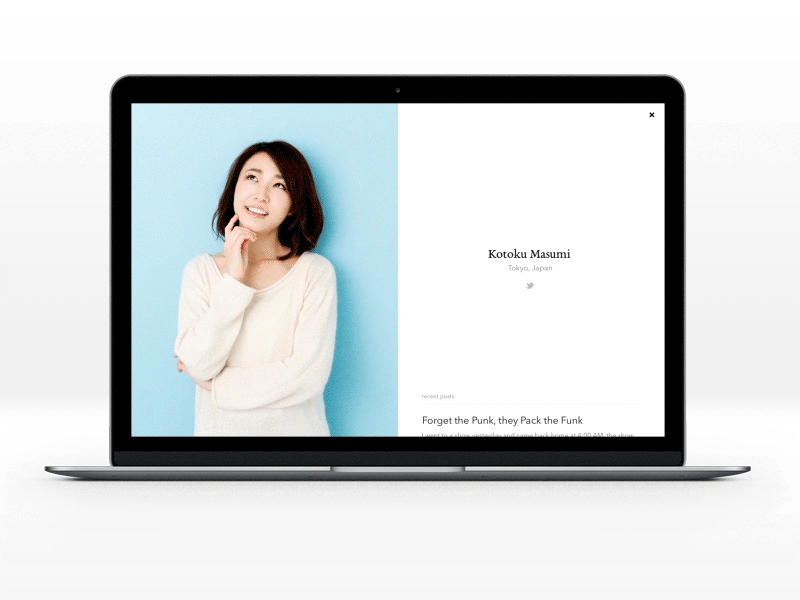 Kotoku Masumi
Tokyo, Japan
recent posts
Forget the Punk, they Pack the Funk
I went to a show yesterday and came back home at 4:00 AM, the show